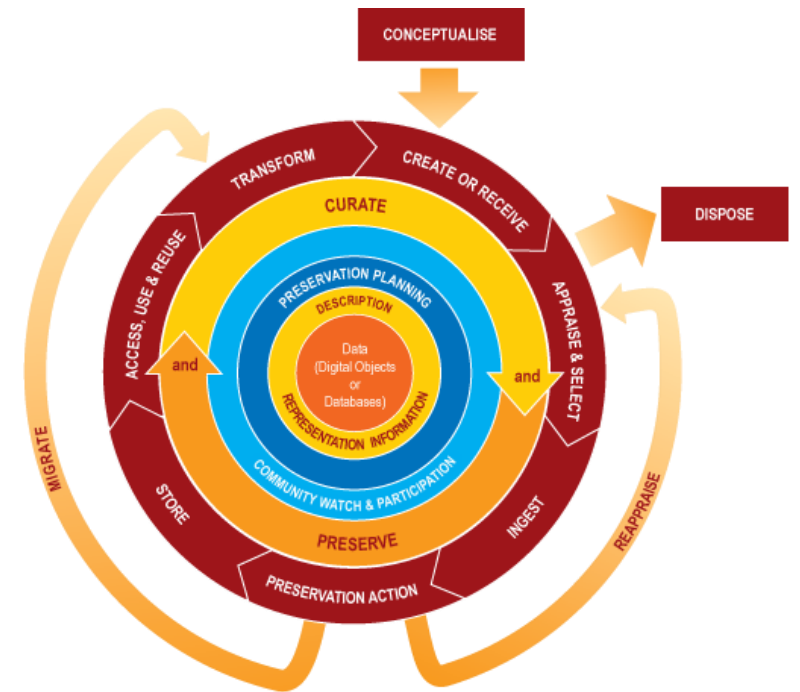 CONCEPTUALISE
CREATE OR RECEIVE
DISPOSE
APPRAISE & SELECT
REAPPRAISE
INGEST
PRESERVATION ACTION
STORE
MIGRATE
ACCESS, USE & REUSE
TRANSFORM
CURATE
and
PRESERVE
and
COMMUNITY WATCH & PARTICIPATION
PRESERVATION PLANNING
DESCRIPTION
REPRESENTATION INFORMATION
Data
(Digital Objects
or
Databases)